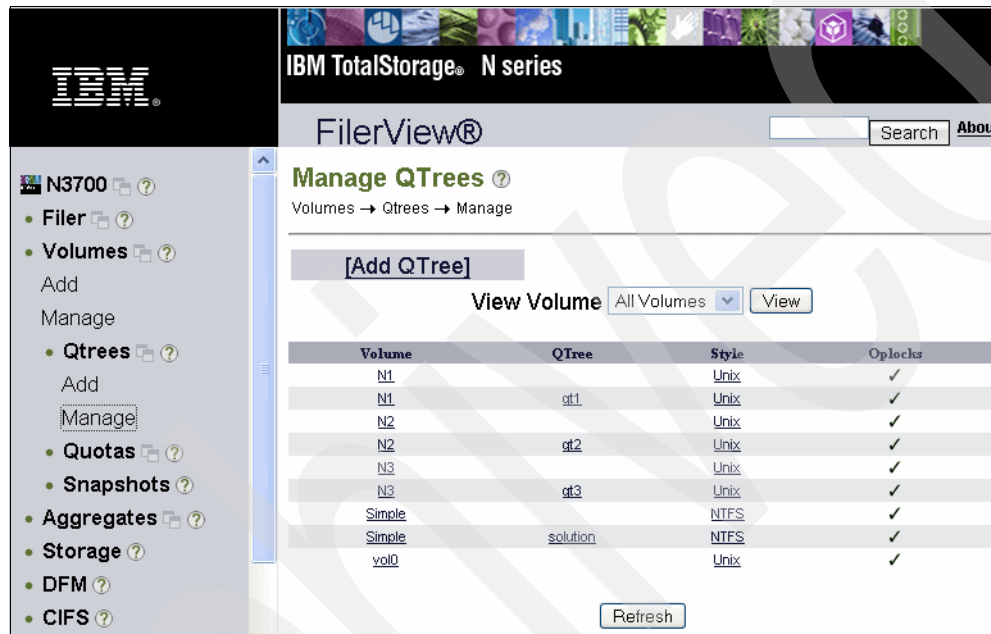 IBM
IBM TotalStorage® N series
FilerView®
Search
N3700
Filer
Volumes
Add
Manage
Qtrees
Add
Manage
Quotas
Snapshots
Aggregates
Storage
DFM
CIFS
Manage QTrees
Volumes → Qtrees → Manage
[Add QTree]
View Volume All Volumes View
Volume QTree Style Oplocks
N1 Unix ✓
N1 qt1 Unix ✓
N2 Unix ✓
N2 qt2 Unix ✓
N3 Unix ✓
N3 qt3 Unix ✓
Simple NTFS ✓
Simple solution NTFS ✓
vol0 Unix ✓
Refresh